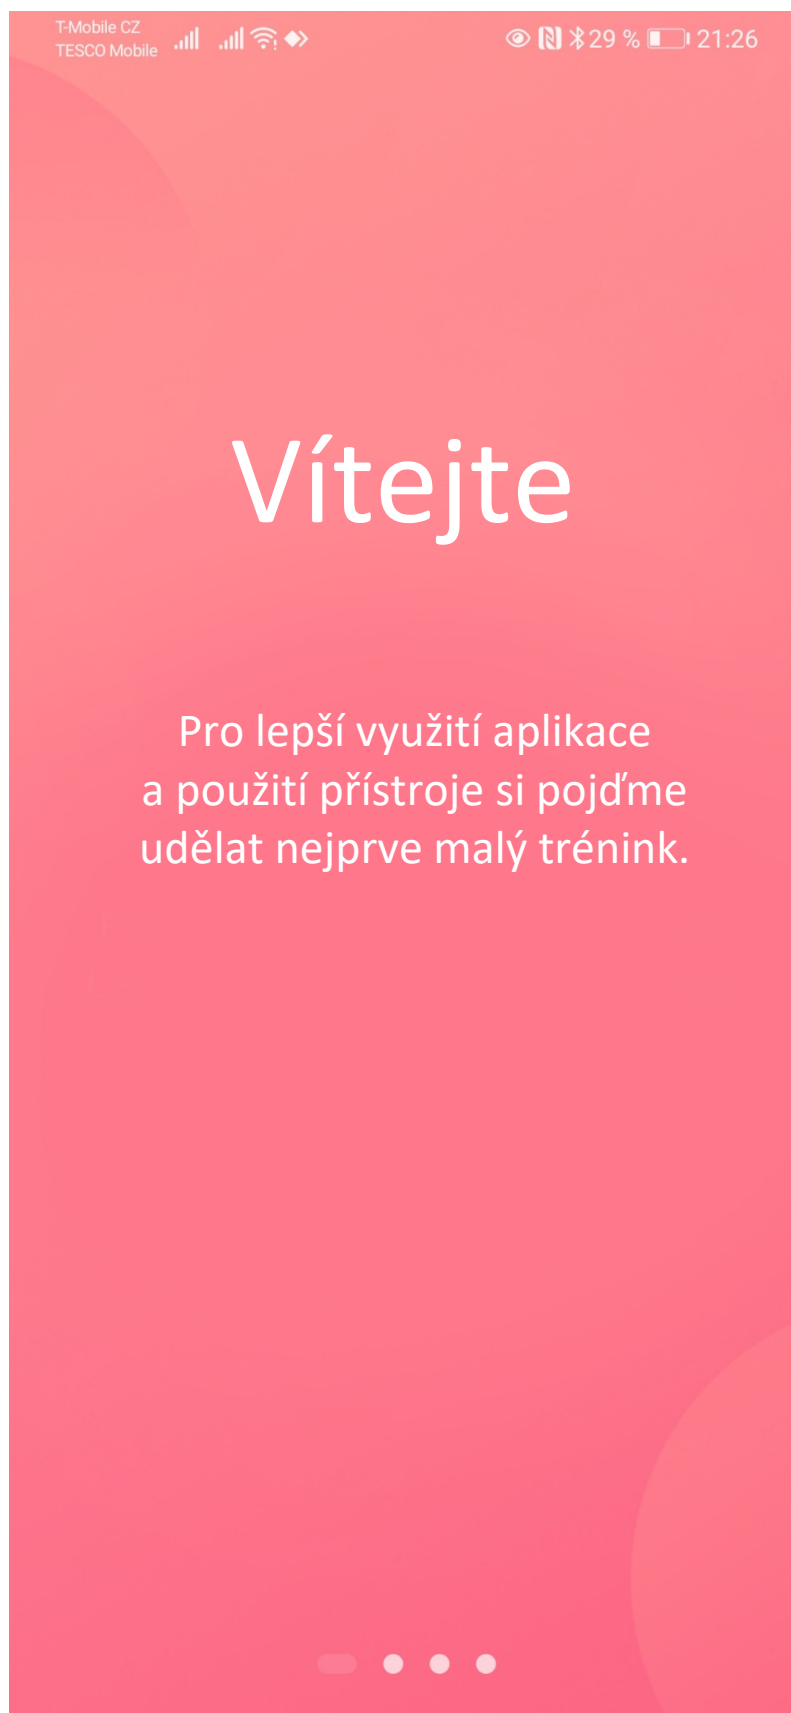 T-Mobile CZ
TESCO Mobile
29 % 21:26
Vítejte
Pro lepší využití aplikace
a použití přístroje si pojďme
udělat nejprve malý trénink.